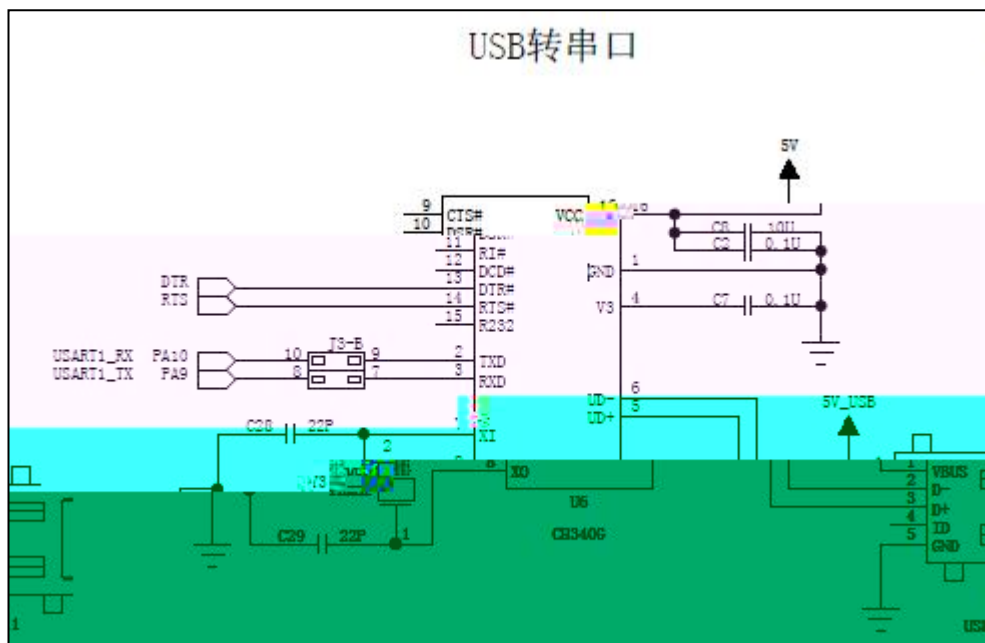 USB转串口
5V
9 CTS# VCC
10
C8 10U
11 C2 0.1U
RI#
12 DCD# GND 1
DTR 13 DTR#
RTS 14 RTS# V3 4 C7 0.1U
15 R232
J3-B
USART1_RX PA10 10 9 2 TXD
USART1_TX PA9 8 7 3 RXD
UD- 6
UD+ 5 5V_USB
C28 22P XI
2
8 XO 1 VBUS
2 D-
U6 3 D+
4 ID
C29 22P 1 CH340G 5 GND
1